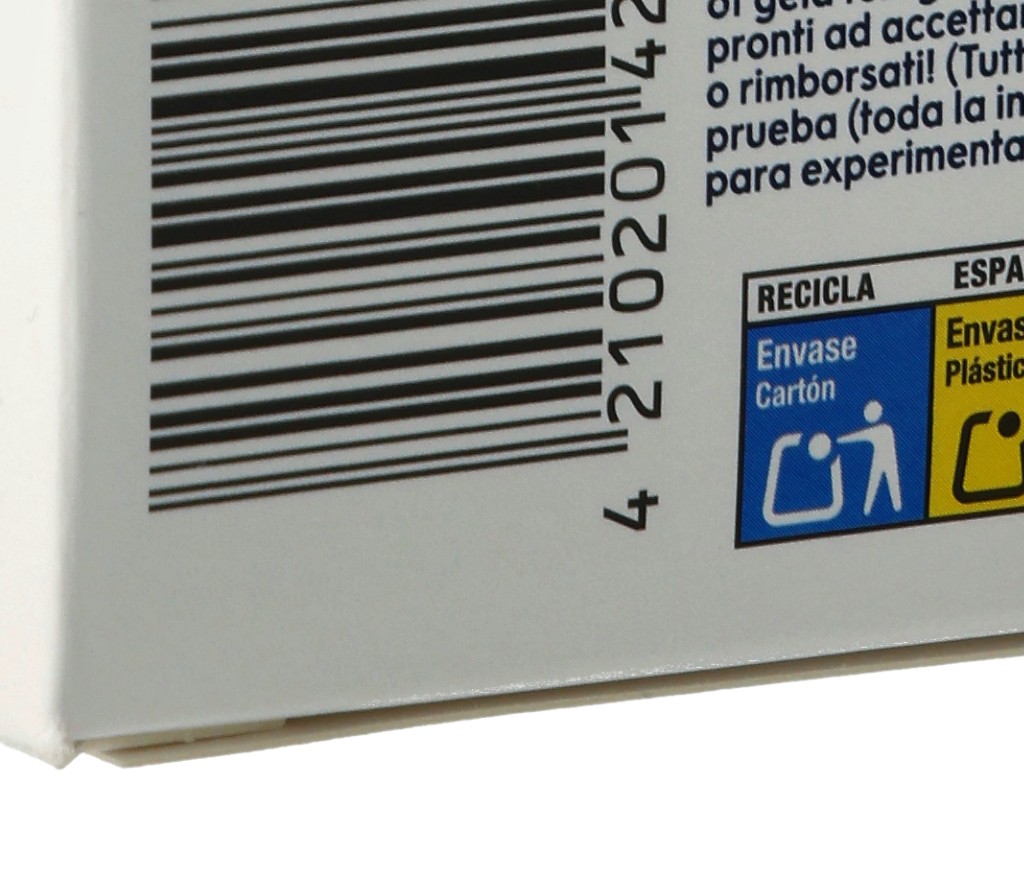 pronti ad accetta
o rimborsati! (Tutt
prueba (toda la in
para experimenta
RECICLA ESPA
Envase
Cartón
Envas
Plástic
4 210201 42